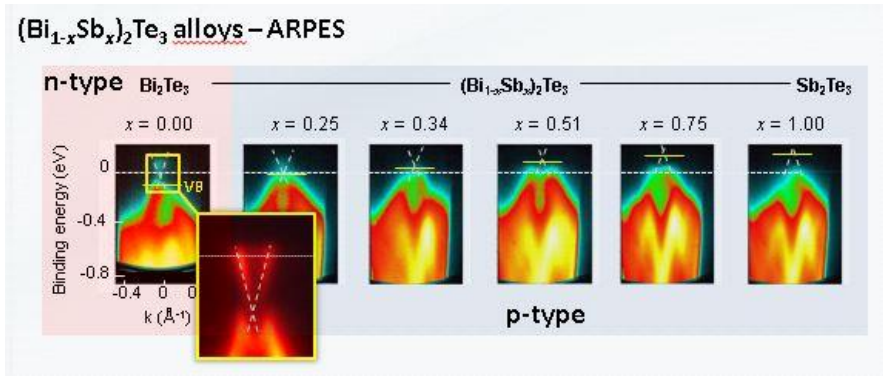 (Bi₁₋ₓSbₓ)₂Te₃ alloys – ARPES
n-type Bi₂Te₃ (Bi₁₋ₓSbₓ)₂Te₃ Sb₂Te₃
x = 0.00 x = 0.25 x = 0.34 x = 0.51 x = 0.75 x = 1.00
Binding energy (eV)
0
VB
-0.4
-0.8
-0.4 0 0
k (Å⁻¹)
p-type